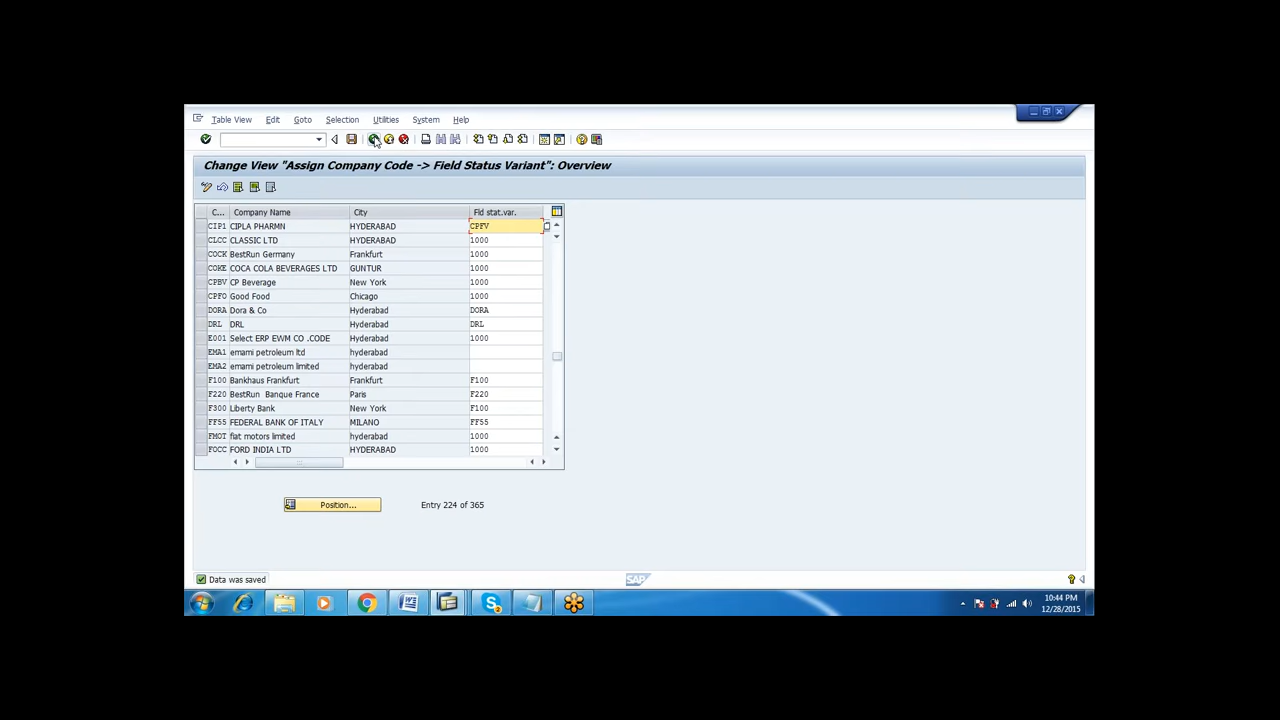 Table View Edit Goto Selection Utilities System Help
Change View "Assign Company Code -> Field Status Variant": Overview
C... Company Name City Fld stat.var.
CIP1 CIPLA PHARMN HYDERABAD CPFV
CLCC CLASSIC LTD HYDERABAD 1000
COCK BestRun Germany Frankfurt 1000
COKE COCA COLA BEVERAGES LTD GUNTUR 1000
CPBV CP Beverage New York 1000
CPFO Good Food Chicago 1000
DORA Dora & Co Hyderabad DORA
DRL DRL Hyderabad DRL
E001 Select ERP EWM CO .CODE Hyderabad 1000
EMA1 emami petroleum ltd hyderabad
EMA2 emami petroleum limited hyderabad
F100 Bankhaus Frankfurt Frankfurt F100
F220 BestRun Banque France Paris F220
F300 Liberty Bank New York F100
FF55 FEDERAL BANK OF ITALY MILANO FF55
FMOT fiat motors limited hyderabad 1000
FOCC FORD INDIA LTD HYDERABAD 1000
Position... Entry 224 of 365
Data was saved SAP
10:44 PM
12/28/2015